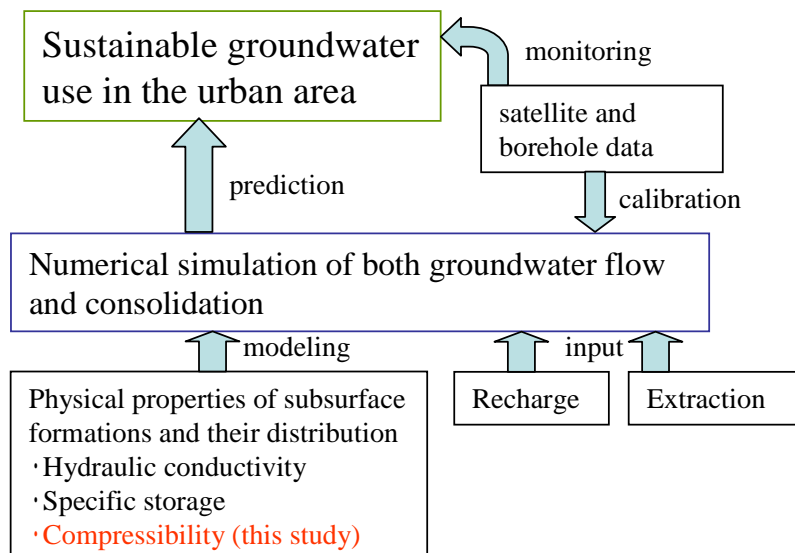 Sustainable groundwater
use in the urban area
monitoring
satellite and
borehole data
prediction
calibration
Numerical simulation of both groundwater flow
and consolidation
modeling
input
Physical properties of subsurface
formations and their distribution
・Hydraulic conductivity
・Specific storage
・Compressibility (this study)
Recharge
Extraction